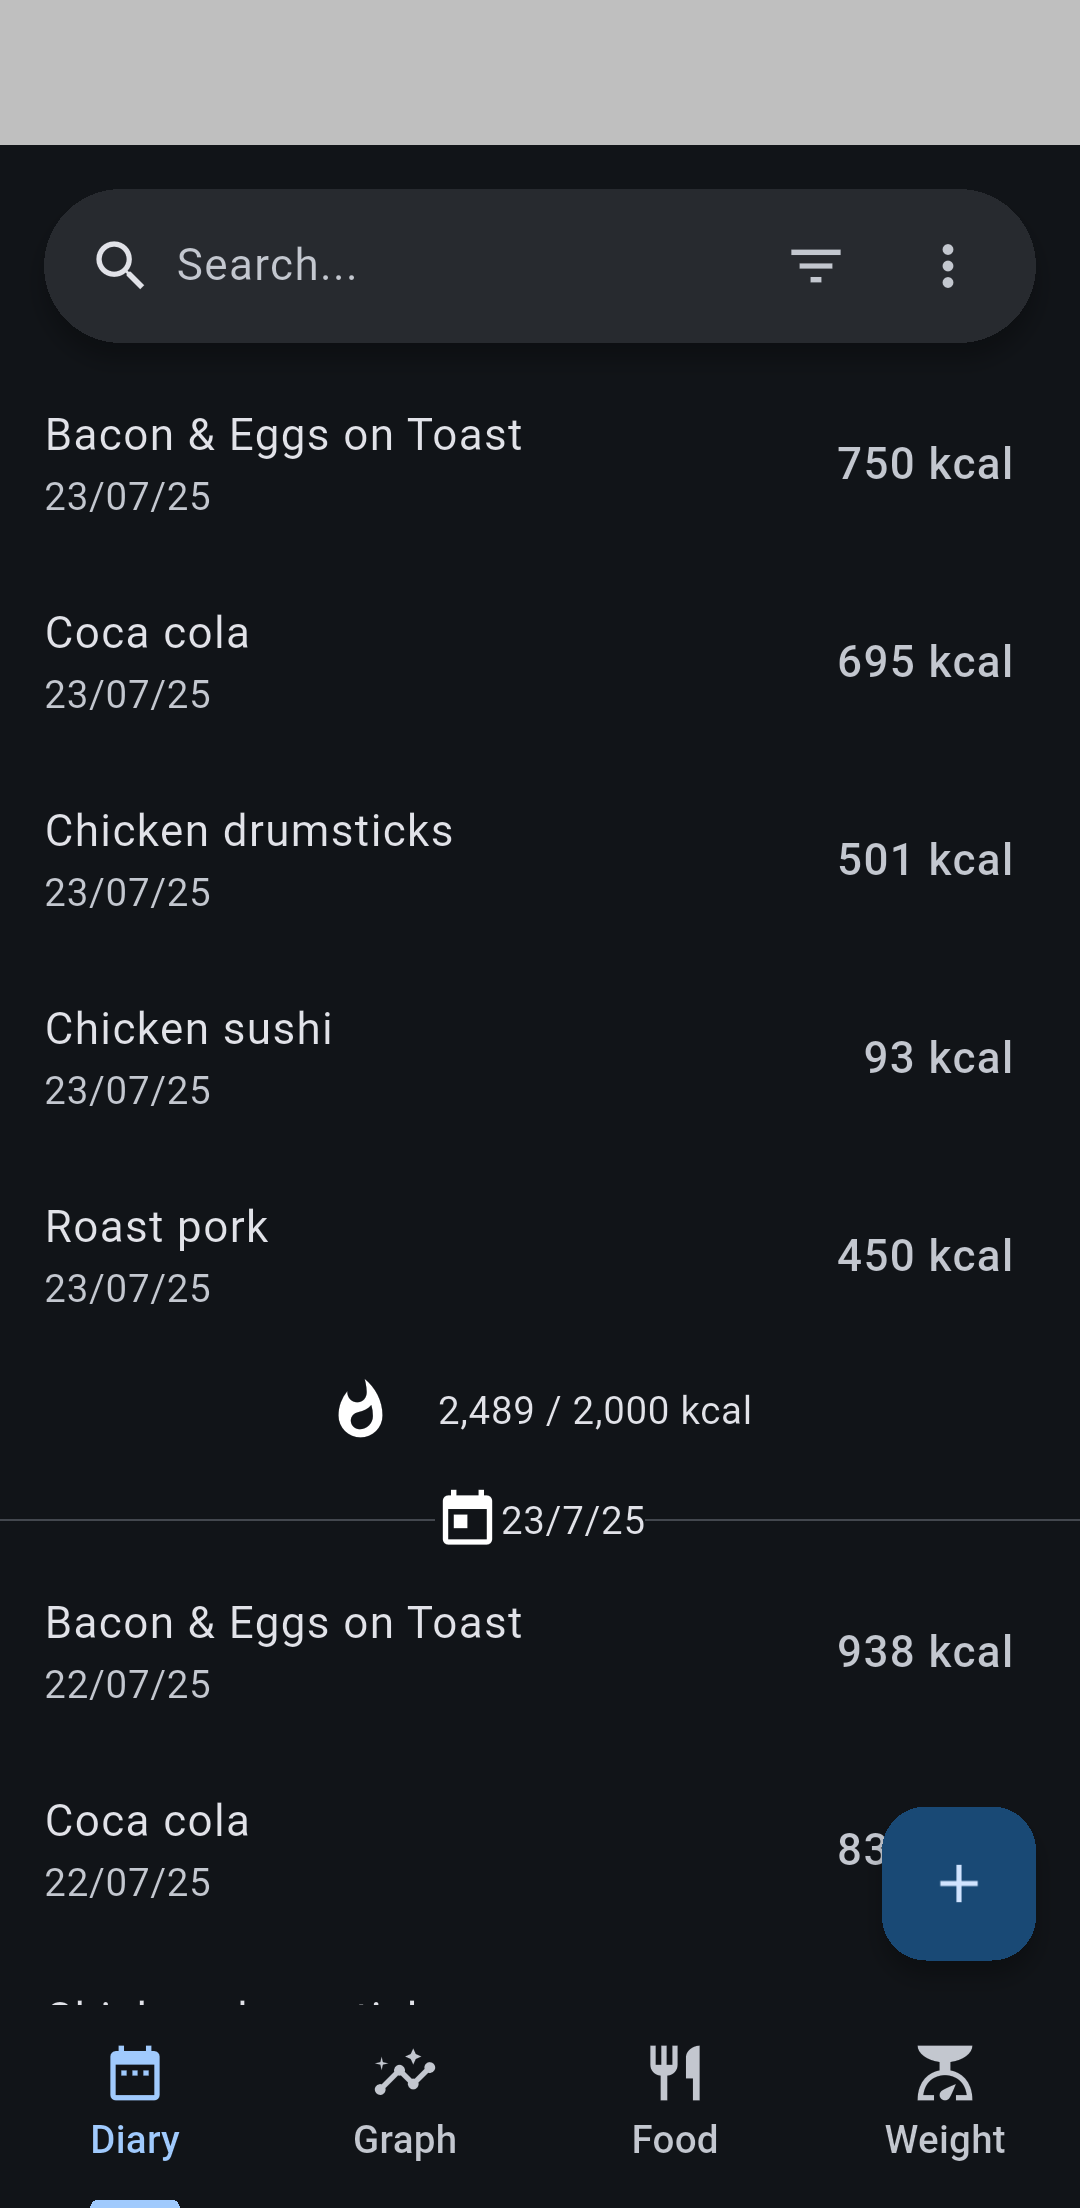 Search...
Bacon & Eggs on Toast
23/07/25
750 kcal
Coca cola
23/07/25
695 kcal
Chicken drumsticks
23/07/25
501 kcal
Chicken sushi
23/07/25
93 kcal
Roast pork
23/07/25
450 kcal
2,489 / 2,000 kcal
23/7/25
Bacon & Eggs on Toast
22/07/25
938 kcal
Coca cola
22/07/25
Diary
Graph
Food
Weight